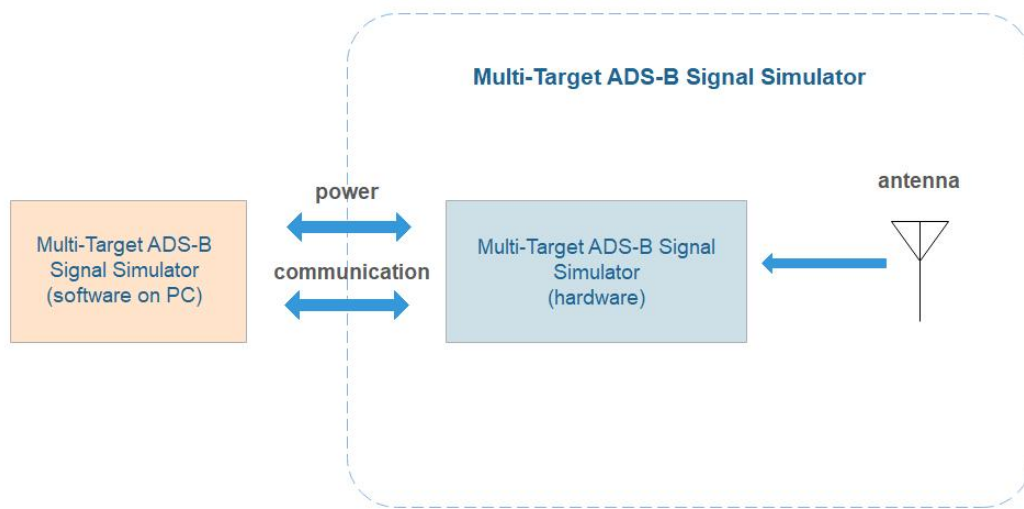 Multi-Target ADS-B Signal Simulator
antenna
power
Multi-Target ADS-B
Signal Simulator
(software on PC)
communication
Multi-Target ADS-B Signal
Simulator
(hardware)